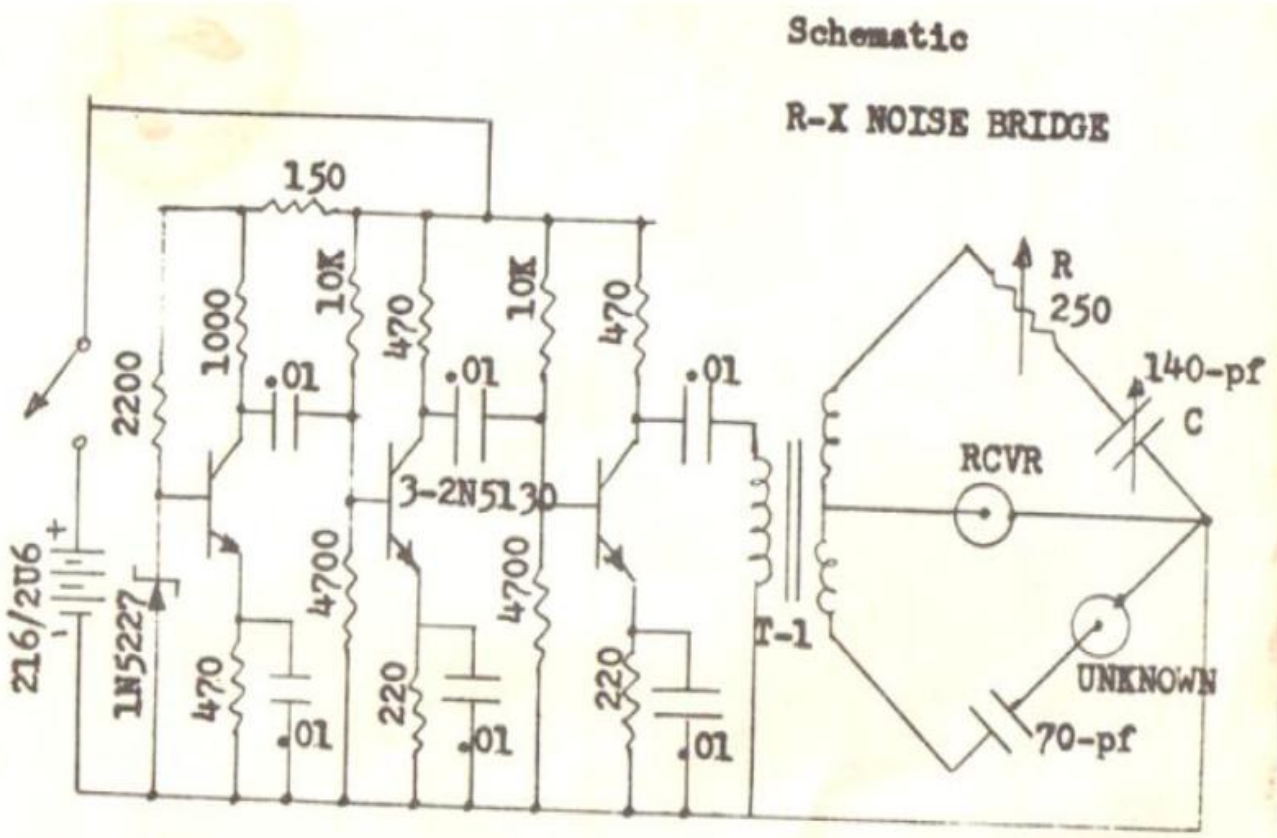 Schematic
R-X NOISE BRIDGE
150
1000
10K
470
10K
470
R
250
2200
.01
.01
.01
140-pf
C
RCVR
3-2N5130
+
216/2U6
-
1N5227
4700
4700
T-1
UNKNOWN
470
220
220
70-pf
.01
.01
.01